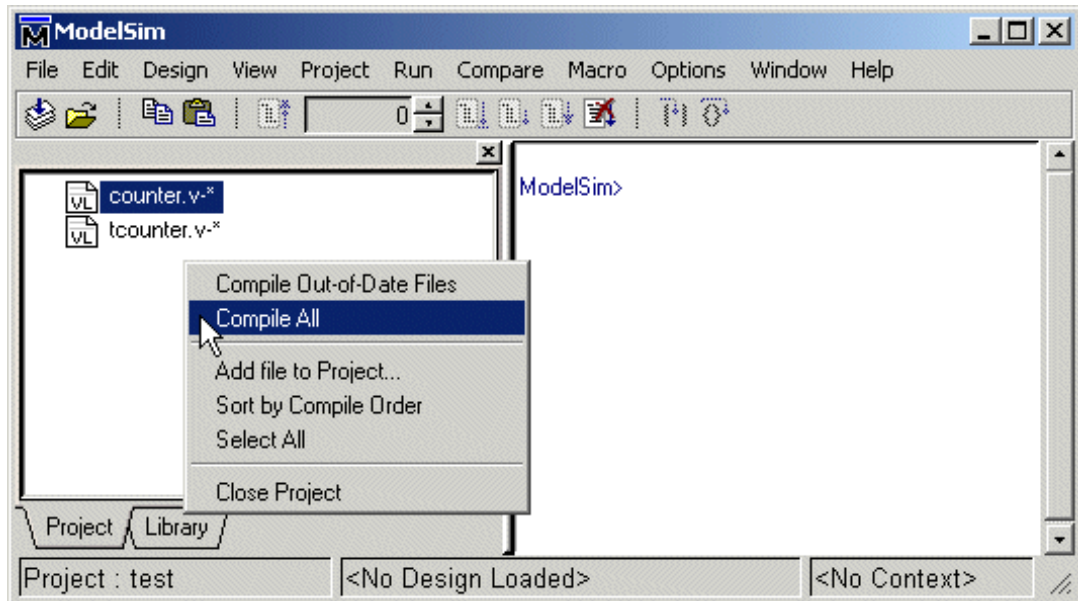 ModelSim
File Edit Design View Project Run Compare Macro Options Window Help
0
counter.v-*
tcounter.v-*
ModelSim>
Compile Out-of-Date Files
Compile All
Add file to Project...
Sort by Compile Order
Select All
Close Project
Project Library
Project : test <No Design Loaded> <No Context>